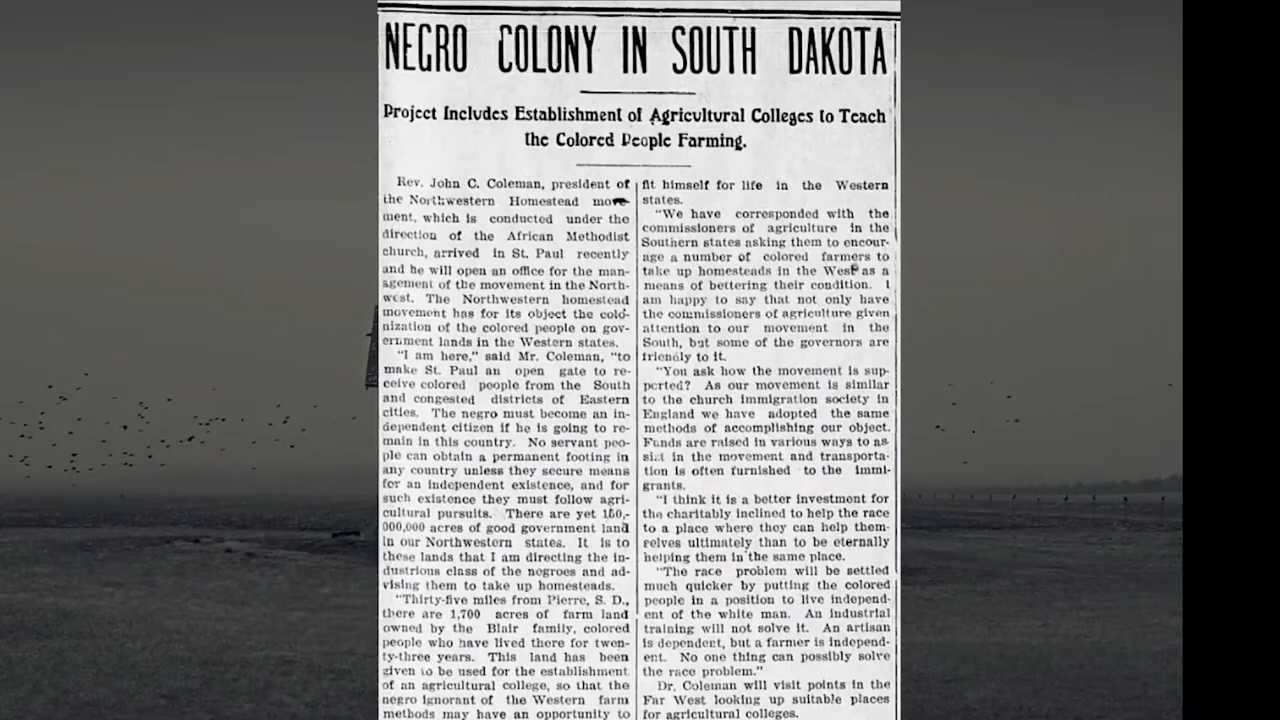 NEGRO COLONY IN SOUTH DAKOTA
Project Includes Establishment of Agricultural Colleges to Teach
the Colored People Farming.
Rev. John C. Coleman, president of
the Northwestern Homestead move-
ment, which is conducted under the
direction of the African Methodist
church, arrived in St. Paul recently
and he will open an office for the man-
agement of the movement in the North-
west. The Northwestern homestead
movement has for its object the colo-
nization of the colored people on gov-
ernment lands in the Western states.
"I am here," said Mr. Coleman, "to
make St. Paul an open gate to re-
ceive colored people from the South
and congested districts of Eastern
cities. The negro must become an in-
dependent citizen if he is going to re-
main in this country. No servant peo-
ple can obtain a permanent footing in
any country unless they secure means
for an independent existence, and for
such existence they must follow agri-
cultural pursuits. There are yet 150,-
000,000 acres of good government land
in our Northwestern states. It is to
these lands that I am directing the in-
dustrious class of the negroes and ad-
vising them to take up homesteads.
"Thirty-five miles from Pierre, S. D.,
there are 1,700 acres of farm land
owned by the Blair family, colored
people who have lived there for twen-
ty-three years. This land has been
given to be used for the establishment
of an agricultural college, so that the
negro ignorant of the Western farm
methods may have an opportunity to
fit himself for life in the Western
states.
"We have corresponded with the
commissioners of agriculture in the
Southern states asking them to encour-
age a number of colored farmers to
take up homesteads in the West as a
means of bettering their condition. I
am happy to say that not only have
the commissioners of agriculture given
attention to our movement in the
South, but some of the governors are
friendly to it.
"You ask how the movement is sup-
ported? As our movement is similar
to the church immigration society in
England we have adopted the same
methods of accomplishing our object.
Funds are raised in various ways to as-
sist in the movement and transporta-
tion is often furnished to the immi-
grants.
"I think it is a better investment for
the charitably inclined to help the race
to a place where they can help them-
selves ultimately than to be eternally
helping them in the same place.
"The race problem will be settled
much quicker by putting the colored
people in a position to live independ-
ent of the white man. An industrial
training will not solve it. An artisan
is dependent, but a farmer is independ-
ent. No one thing can possibly solve
the race problem."
Dr. Coleman will visit points in the
Far West looking up suitable places
for agricultural colleges.